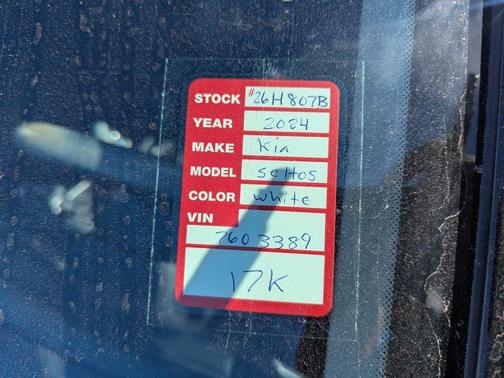 STOCK #26H807B
YEAR 2024
MAKE Kia
MODEL Seltos
COLOR white
VIN
7603389
17K